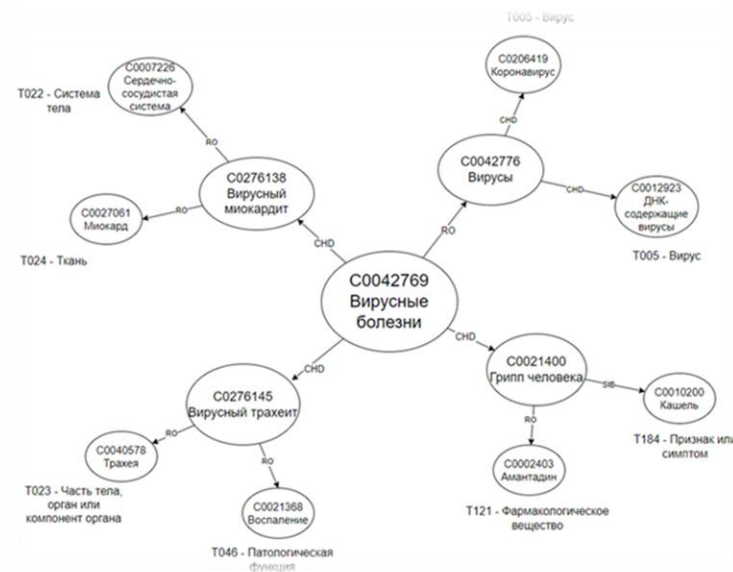 T005 - Вирус
C0007226
Сердечно-
сосудистая
система
T022 - Система
тела
RO
C0276138
Вирусный
миокардит
RO
C0027061
Миокард
T024 - Ткань
CHD
C0206419
Коронавирус
CHD
C0042776
Вирусы
CHD
C0012923
ДНК-
содержащие
вирусы
T005 - Вирус
RO
C0042769
Вирусные
болезни
CHD
C0021400
Грипп человека
SIB
C0010200
Кашель
T184 - Признак или
симптом
RO
C0002403
Амантадин
T121 - Фармакологическое
вещество
CHD
C0276145
Вирусный трахеит
RO
C0040578
Трахея
T023 - Часть тела,
орган или
компонент органа
RO
C0021368
Воспаление
T046 - Патологическая
функция